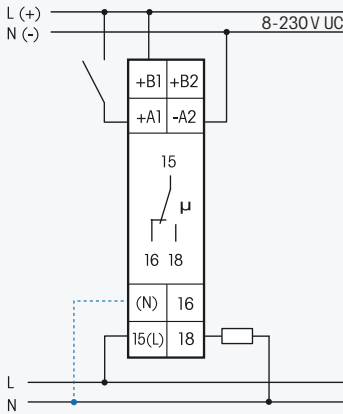 L (+)
N (-)
8-230 V UC
+B1 +B2
+A1 -A2
15
μ
16 18
(N) 16
15(L) 18
L
N